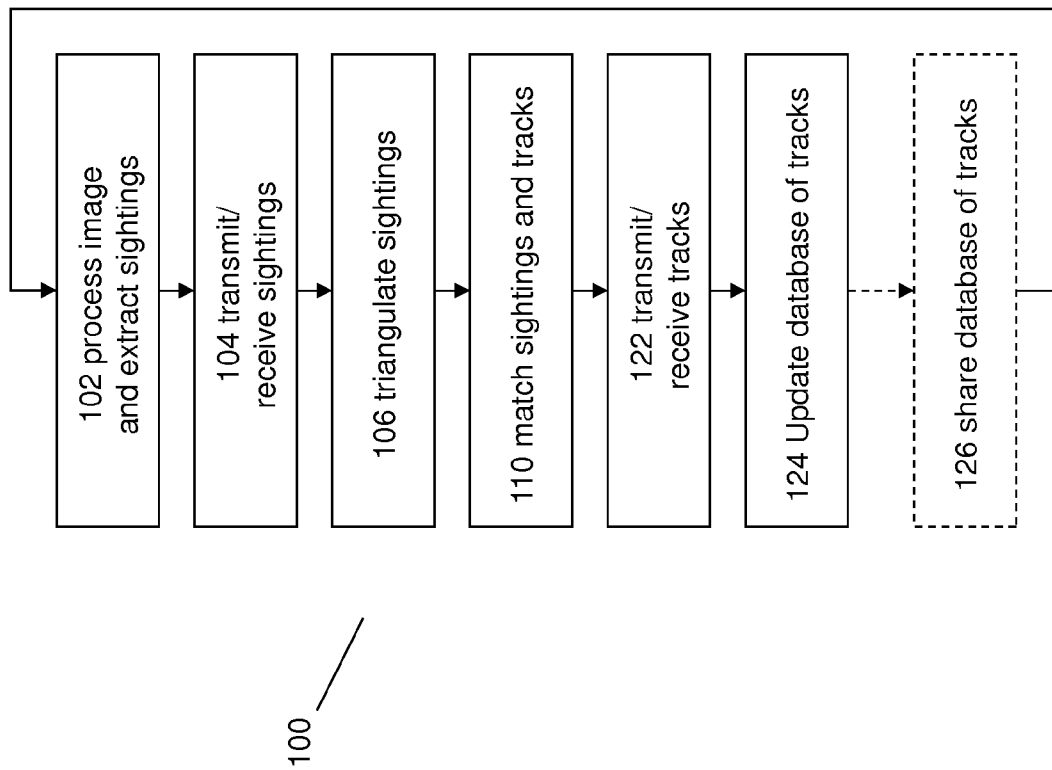 102 process image
and extract sightings
104 transmit/
receive sightings
106 triangulate sightings
110 match sightings and tracks
122 transmit/
receive tracks
124 Update database of tracks
126 share database of tracks
100